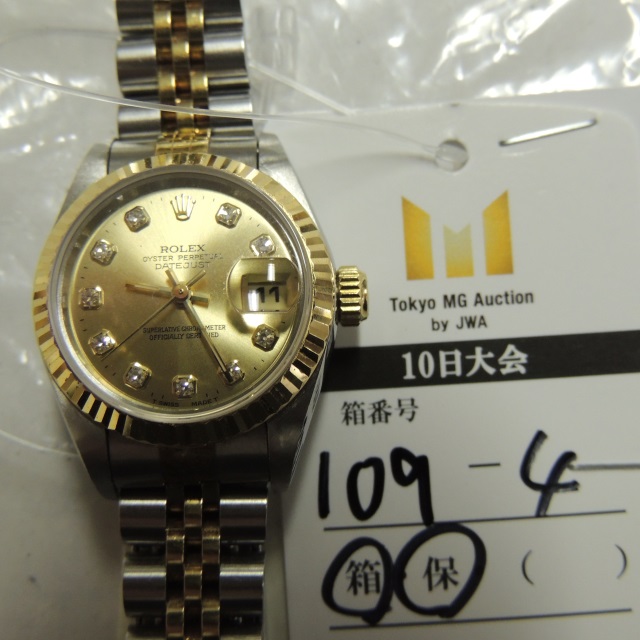 ROLEX
OYSTER PERPETUAL
DATEJUST
11
SUPERLATIVE CHRONOMETER
OFFICIALLY CERTIFIED
Tokyo MG Auction
by JWA
10日大会
箱番号
109-4
箱・保 (     )